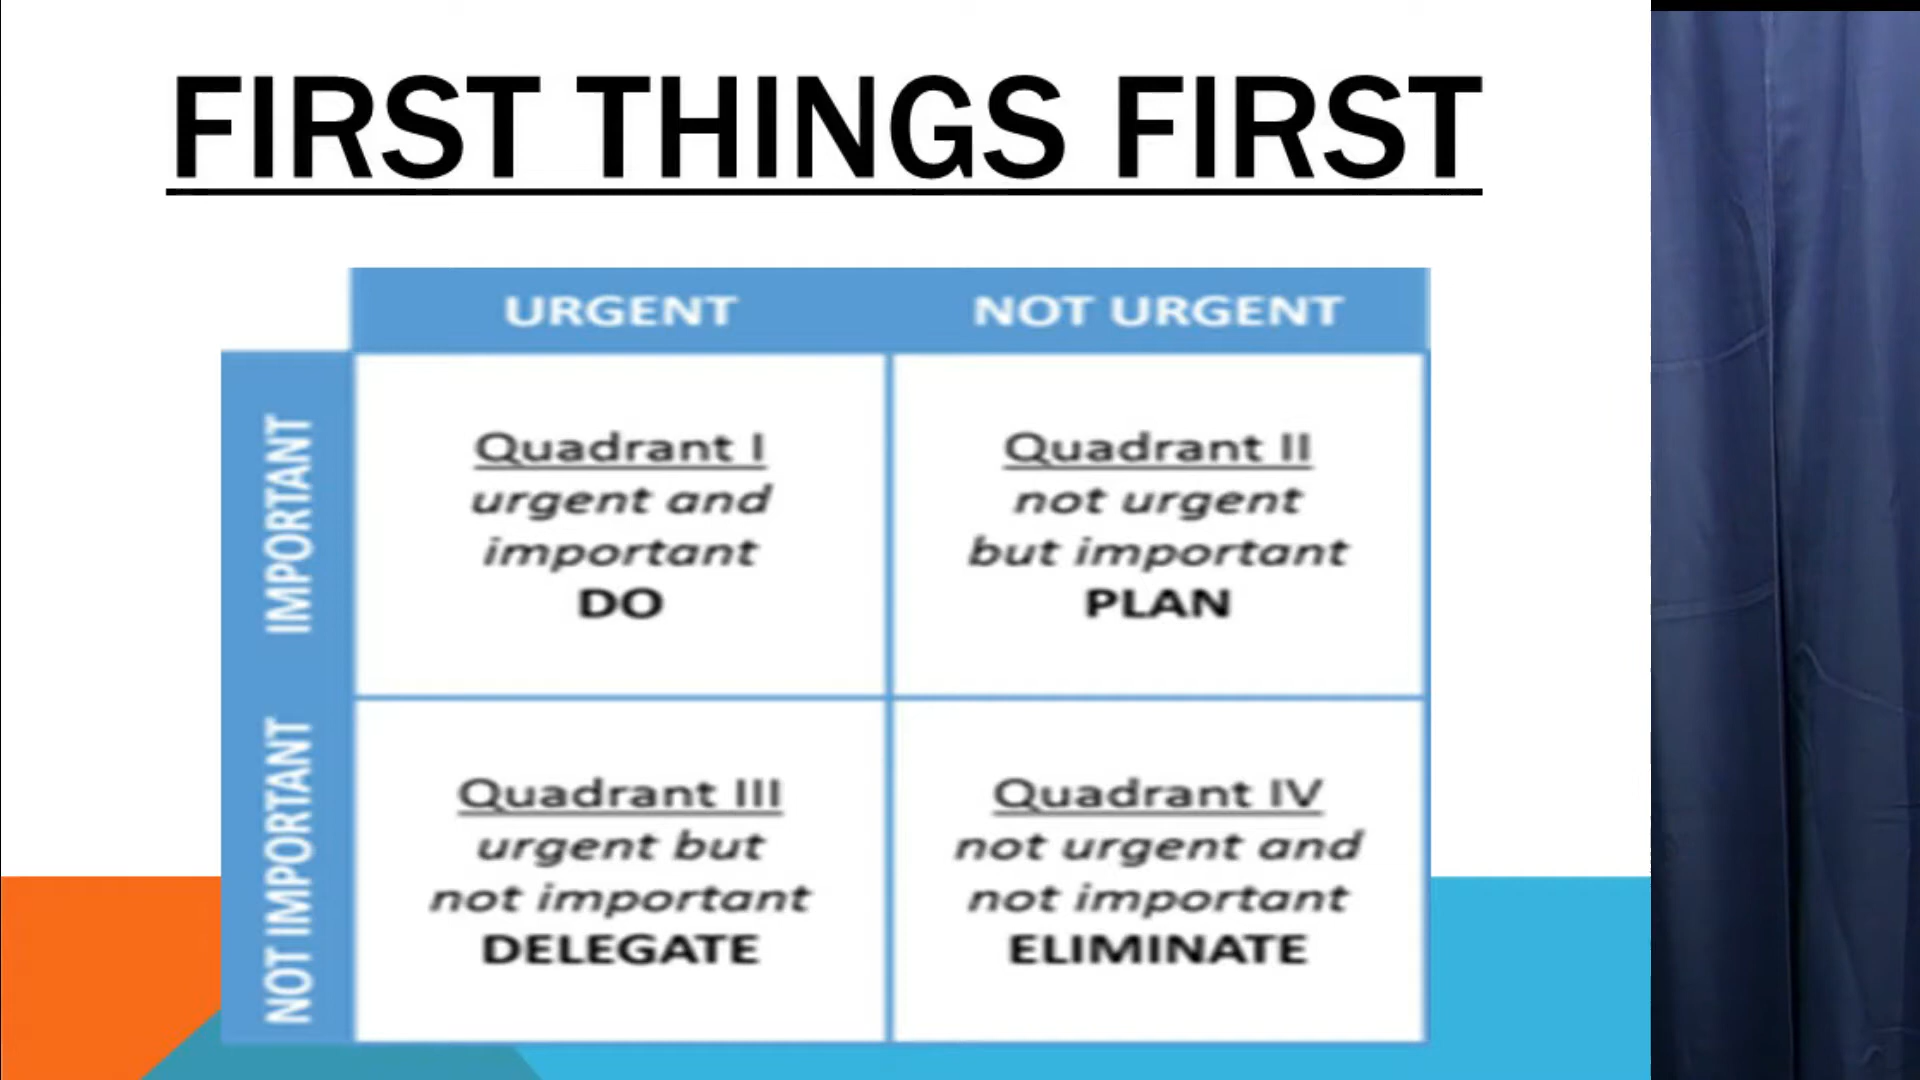 FIRST THINGS FIRST
URGENT
NOT URGENT
IMPORTANT
Quadrant I
urgent and
important
DO
Quadrant II
not urgent
but important
PLAN
NOT IMPORTANT
Quadrant III
urgent but
not important
DELEGATE
Quadrant IV
not urgent and
not important
ELIMINATE